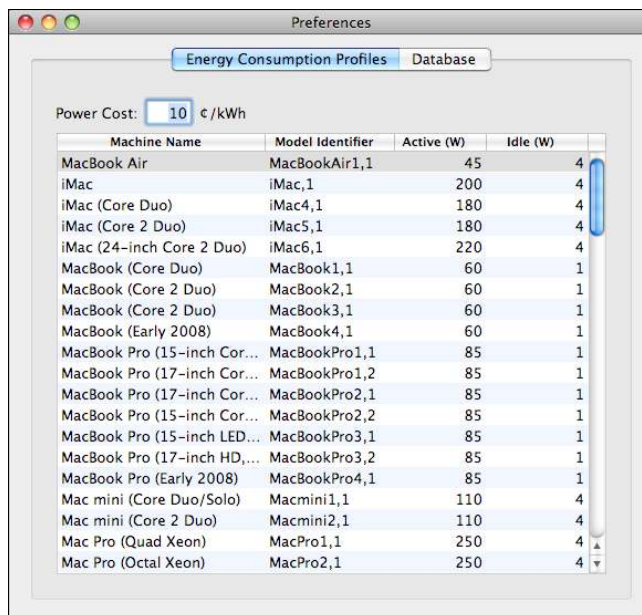 Preferences
Energy Consumption Profiles Database
Power Cost: 10 ¢/kWh
Machine Name Model Identifier Active (W) Idle (W)
MacBook Air MacBookAir1,1 45 4
iMac iMac,1 200 4
iMac (Core Duo) iMac4,1 180 4
iMac (Core 2 Duo) iMac5,1 180 4
iMac (24-inch Core 2 Duo) iMac6,1 220 4
MacBook (Core Duo) MacBook1,1 60 1
MacBook (Core 2 Duo) MacBook2,1 60 1
MacBook (Core 2 Duo) MacBook3,1 60 1
MacBook (Early 2008) MacBook4,1 60 1
MacBook Pro (15-inch Cor... MacBookPro1,1 85 1
MacBook Pro (17-inch Cor... MacBookPro1,2 85 1
MacBook Pro (17-inch Cor... MacBookPro2,1 85 1
MacBook Pro (15-inch Cor... MacBookPro2,2 85 1
MacBook Pro (15-inch LED... MacBookPro3,1 85 1
MacBook Pro (17-inch HD,... MacBookPro3,2 85 1
MacBook Pro (Early 2008) MacBookPro4,1 85 1
Mac mini (Core Duo/Solo) Macmini1,1 110 4
Mac mini (Core 2 Duo) Macmini2,1 110 4
Mac Pro (Quad Xeon) MacPro1,1 250 4
Mac Pro (Octal Xeon) MacPro2,1 250 4